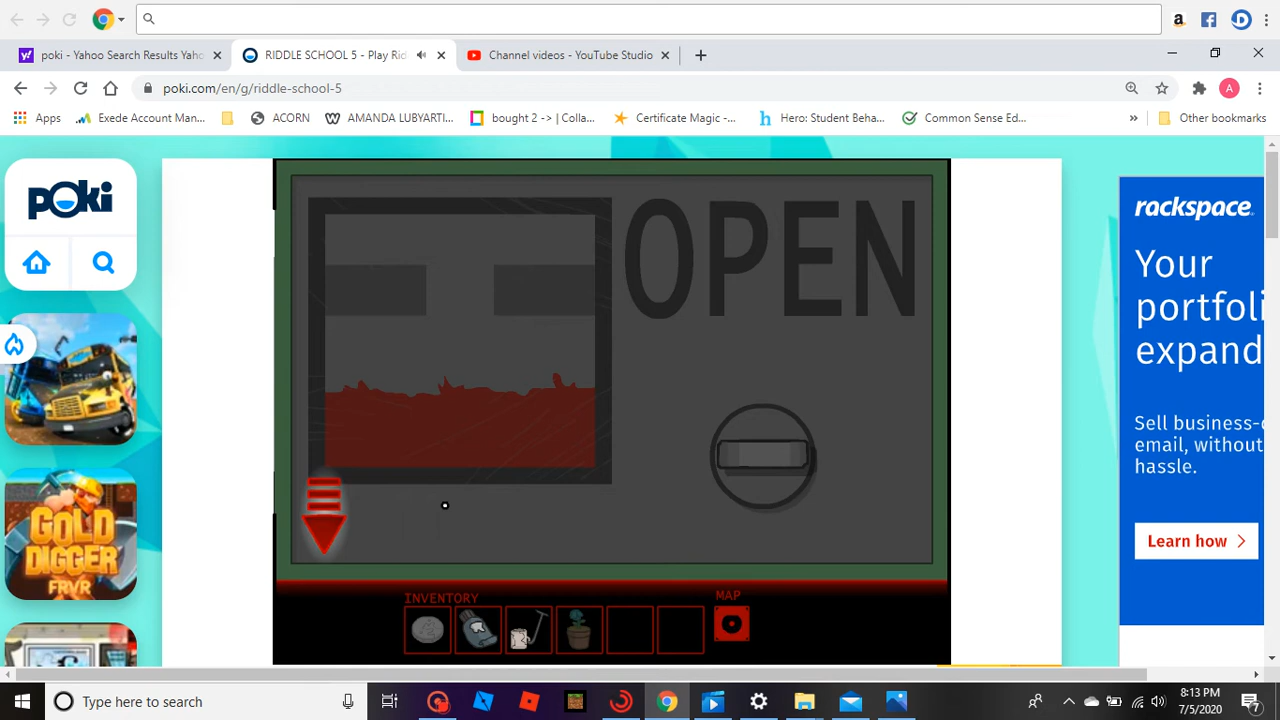 poki - Yahoo Search Results Yaho
RIDDLE SCHOOL 5 - Play Rid
Channel videos - YouTube Studio
poki.com/en/g/riddle-school-5
Apps
Exede Account Man...
ACORN
AMANDA LUBYARTI...
bought 2 -> | Colla...
Certificate Magic -...
Hero: Student Beha...
Common Sense Ed...
»
Other bookmarks
A
POKi
OPEN
rackspace
Your
portfoli
expand
Sell business-c
email, without
hassle.
Learn how
GOLD
DIGGER
FRVR
INVENTORY
MAP
Type here to search
8:13 PM
7/5/2020
7